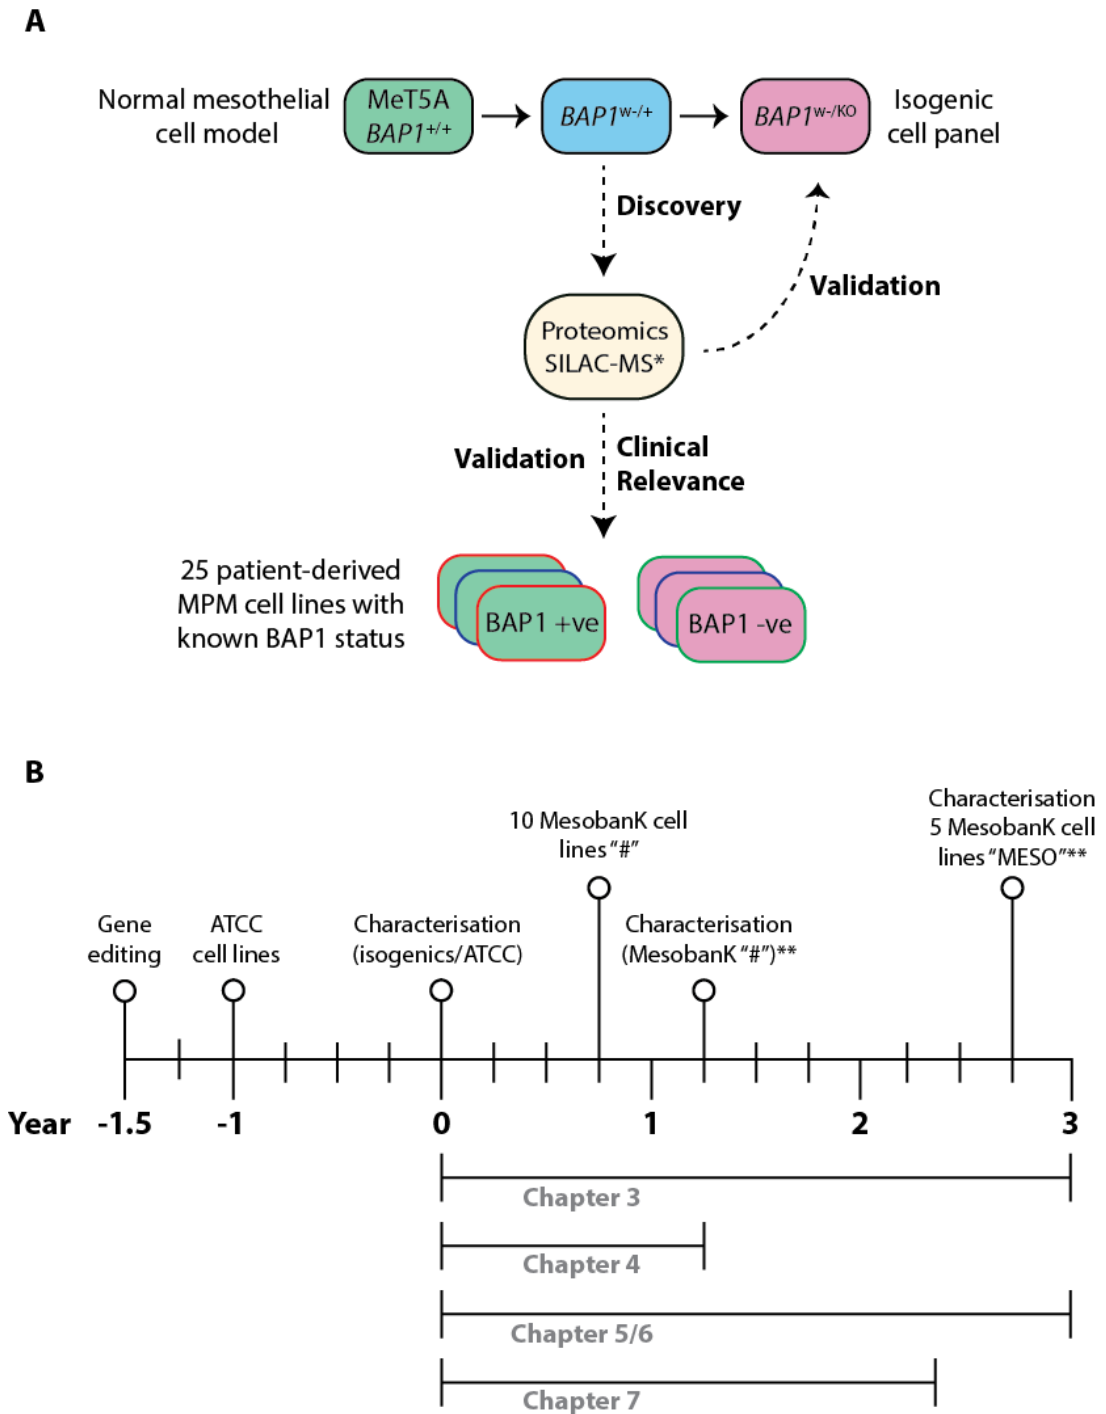 A
Normal mesothelial
cell model
MeT5A
BAP1+/+
BAP1w-/+
BAP1w-/KO
Isogenic
cell panel
Discovery
Validation
Proteomics
SILAC-MS*
Validation
Clinical
Relevance
25 patient-derived
MPM cell lines with
known BAP1 status
BAP1 +ve
BAP1 -ve
B
Gene
editing
ATCC
cell lines
Characterisation
(isogenics/ATCC)
10 MesobanK cell
lines "#"
Characterisation
(MesobanK "#")**
Characterisation
5 MesobanK cell
lines "MESO"**
Year -1.5 -1 0 1 2 3
Chapter 3
Chapter 4
Chapter 5/6
Chapter 7